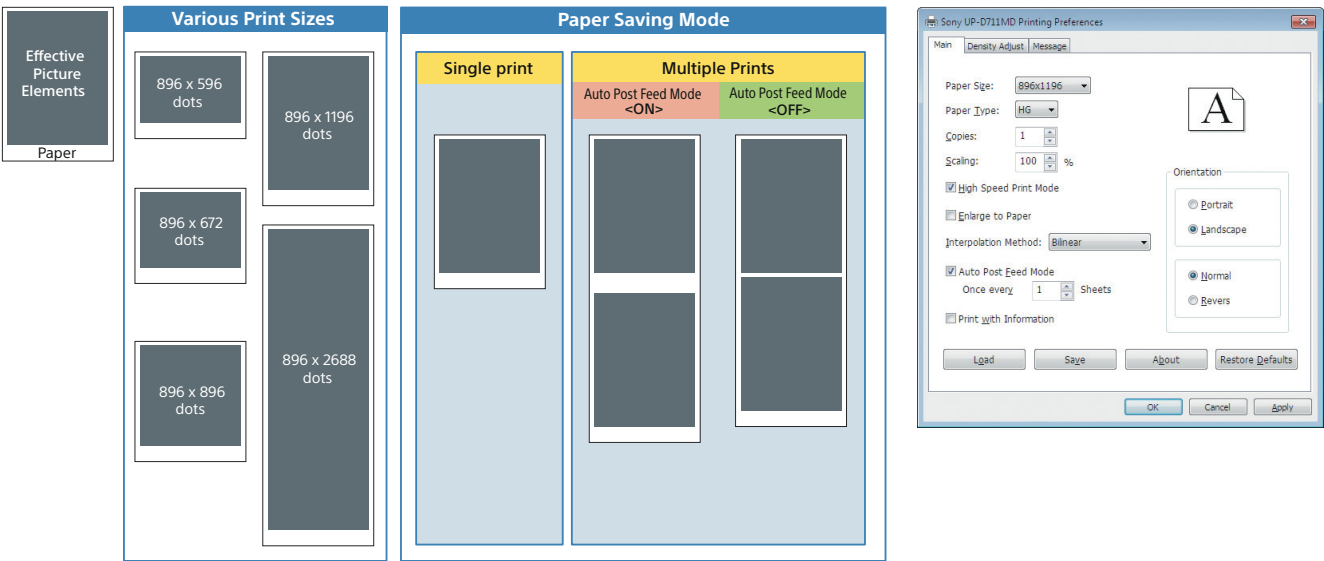 Effective
Picture
Elements
Paper
Various Print Sizes
896 x 596
dots
896 x 1196
dots
896 x 672
dots
896 x 2688
dots
896 x 896
dots
Paper Saving Mode
Single print
Multiple Prints
Auto Post Feed Mode
<ON>
Auto Post Feed Mode
<OFF>
Sony UP-D711MD Printing Preferences
Main
Density Adjust
Message
Paper Size:
896x1196
Paper Type:
HG
Copies:
1
Scaling:
100
%
A
High Speed Print Mode
Enlarge to Paper
Interpolation Method:
Bilinear
Auto Post Feed Mode
Once every
1
Sheets
Print with Information
Orientation
Portrait
Landscape
Normal
Revers
Load
Save
About
Restore Defaults
OK
Cancel
Apply